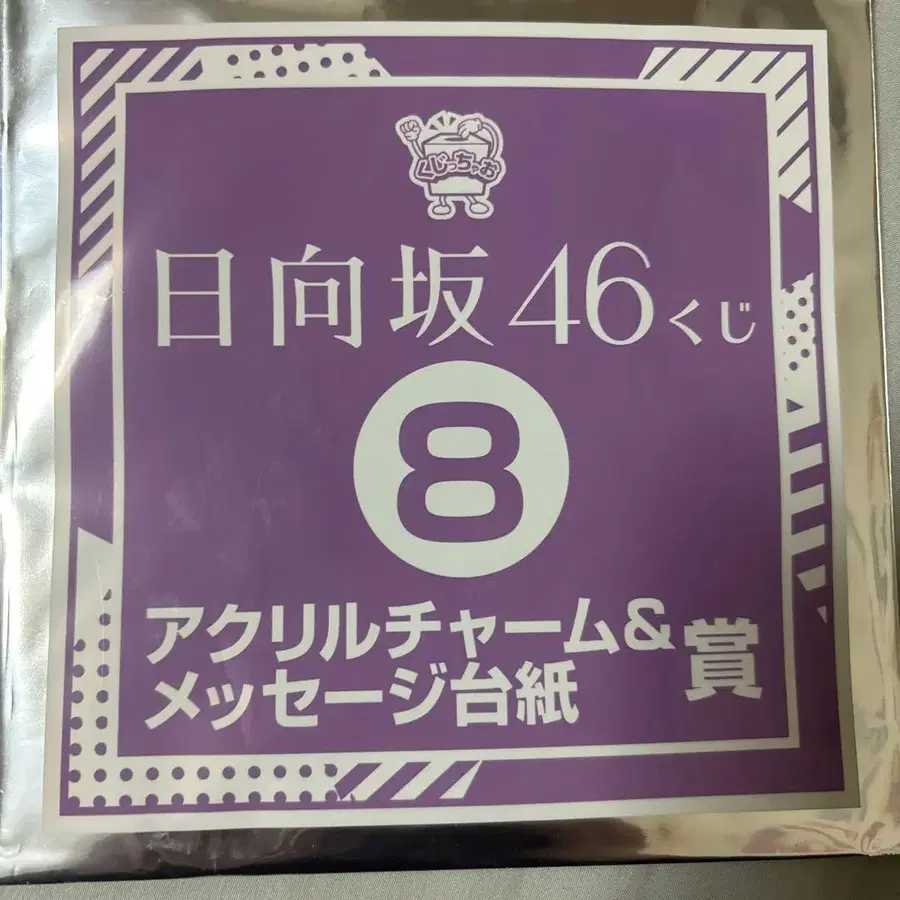 くじっちゃお
日向坂46くじ
8
アクリルチャーム&
メッセージ台紙
賞